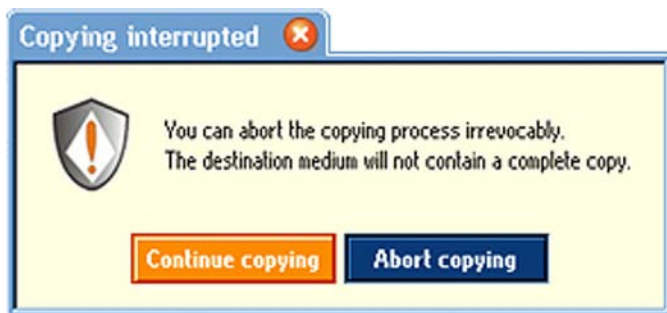 Copying interrupted
You can abort the copying process irrevocably.
The destination medium will not contain a complete copy.
Continue copying
Abort copying